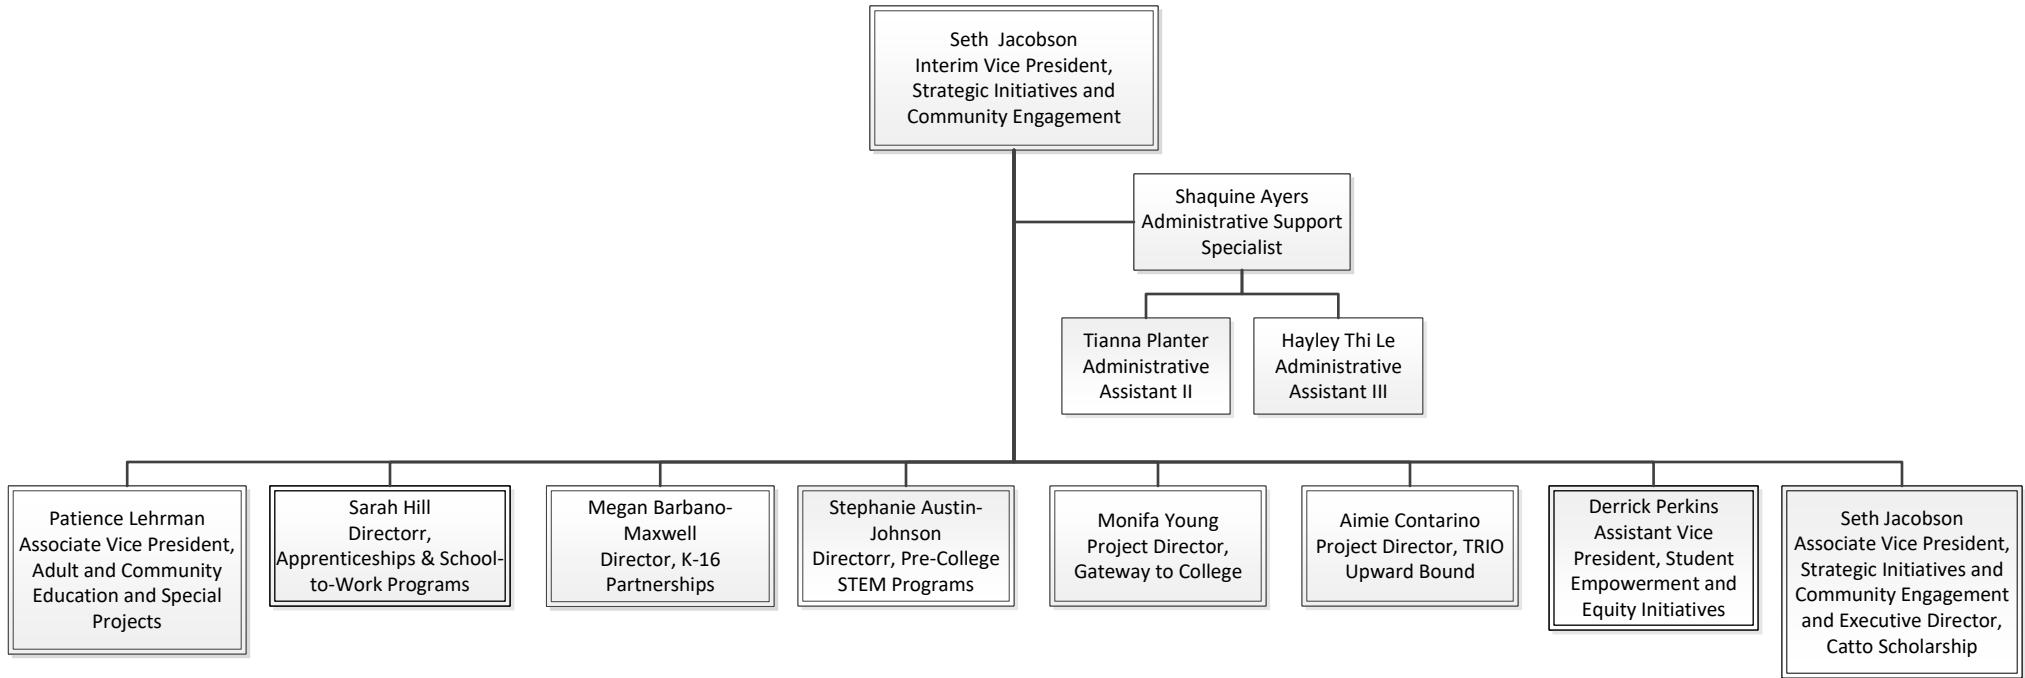 Seth  Jacobson
Interim Vice President,
Strategic Initiatives and
Community Engagement
Shaquine Ayers
Administrative Support
Specialist
Tianna Planter
Administrative
Assistant II
Hayley Thi Le
Administrative
Assistant III
Patience Lehrman
Associate Vice President,
Adult and Community
Education and Special
Projects
Sarah Hill
Directorr,
Apprenticeships & School-
to-Work Programs
Megan Barbano-
Maxwell
Director, K-16
Partnerships
Stephanie Austin-
Johnson
Directorr, Pre-College
STEM Programs
Monifa Young
Project Director,
Gateway to College
Aimie Contarino
Project Director, TRIO
Upward Bound
Derrick Perkins
Assistant Vice
President, Student
Empowerment and
Equity Initiatives
Seth Jacobson
Associate Vice President,
Strategic Initiatives and
Community Engagement
and Executive Director,
Catto Scholarship